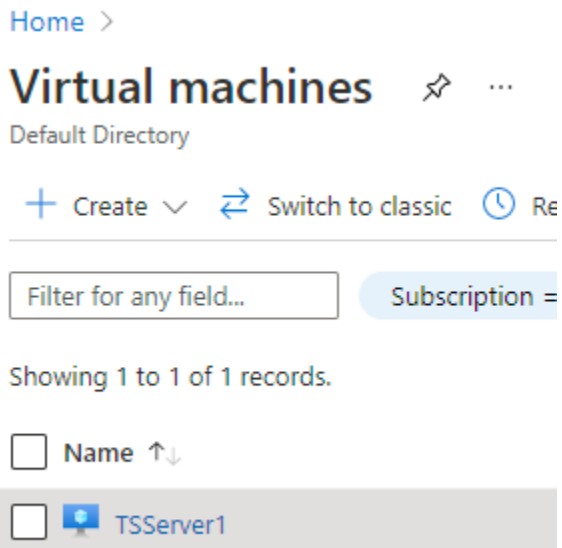 Home >
Virtual machines ...
Default Directory
+ Create Switch to classic Re
Filter for any field... Subscription =
Showing 1 to 1 of 1 records.
Name ↑↓
TSServer1